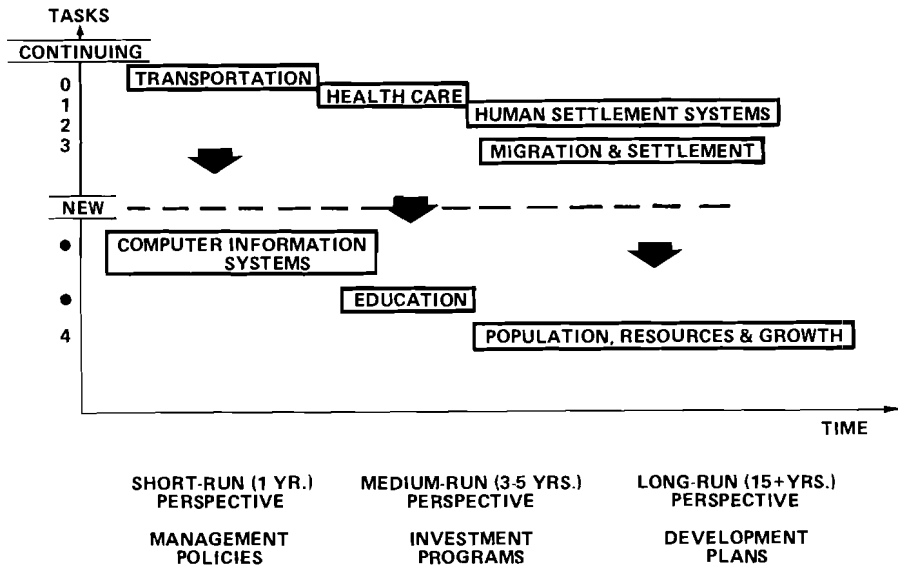 TASKS
CONTINUING
0
TRANSPORTATION
1
HEALTH CARE
2
HUMAN SETTLEMENT SYSTEMS
3
MIGRATION & SETTLEMENT
NEW
•
COMPUTER INFORMATION
SYSTEMS
•
EDUCATION
4
POPULATION, RESOURCES & GROWTH
TIME
SHORT-RUN (1 YR.)
PERSPECTIVE
MEDIUM-RUN (3-5 YRS.)
PERSPECTIVE
LONG-RUN (15+YRS.)
PERSPECTIVE
MANAGEMENT
POLICIES
INVESTMENT
PROGRAMS
DEVELOPMENT
PLANS